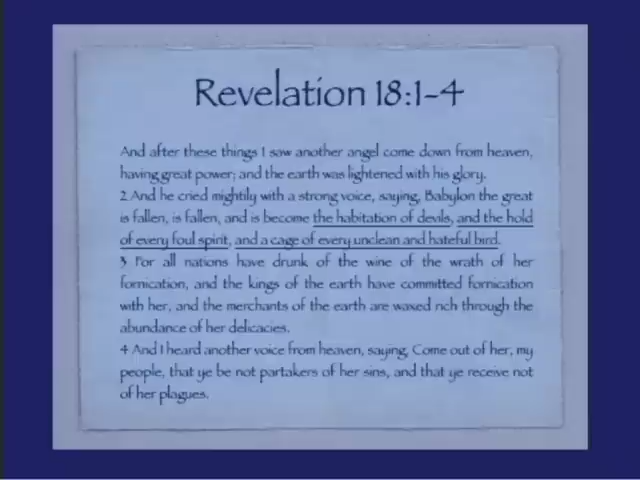 Revelation 18:1-4
And after these things I saw another angel come down from heaven,
having great power; and the earth was lightened with his glory.
2 And he cried mightily with a strong voice, saying, Babylon the great
is fallen, is fallen, and is become the habitation of devils, and the hold
of every foul spirit, and a cage of every unclean and hateful bird.
3 For all nations have drunk of the wine of the wrath of her
fornication, and the kings of the earth have committed fornication
with her, and the merchants of the earth are waxed rich through the
abundance of her delicacies.
4 And I heard another voice from heaven, saying, Come out of her, my
people, that ye be not partakers of her sins, and that ye receive not
of her plagues.